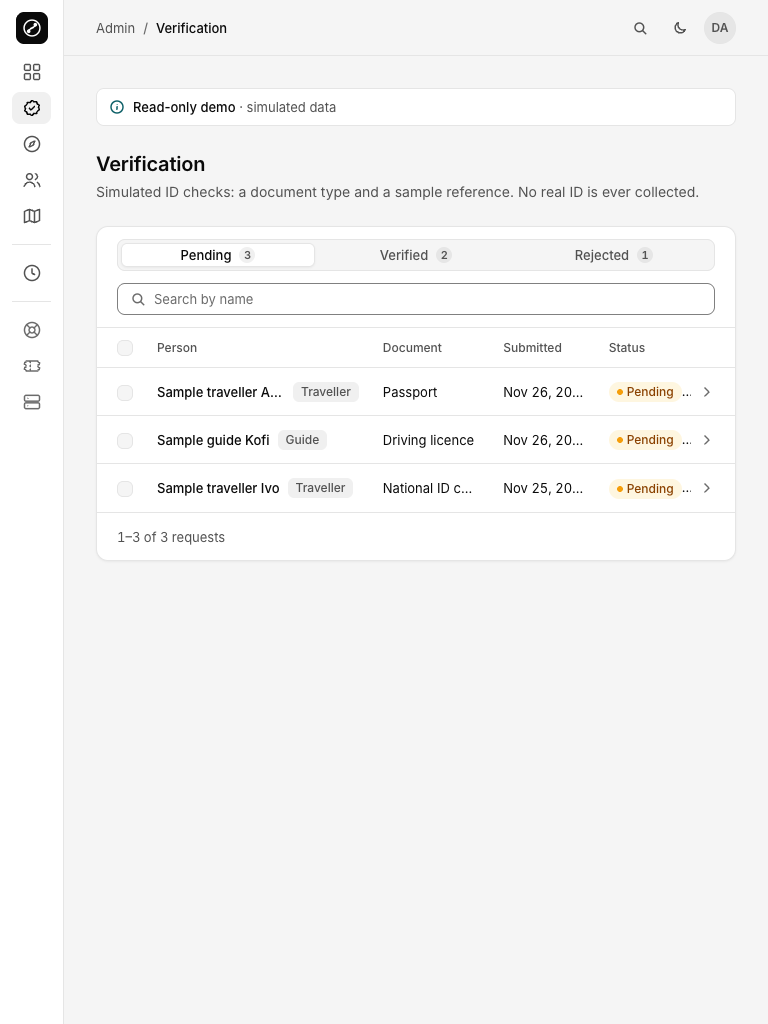 Admin / Verification
DA
Read-only demo · simulated data
Verification
Simulated ID checks: a document type and a sample reference. No real ID is ever collected.
Pending 3 Verified 2 Rejected 1
Search by name
Person Document Submitted Status
Sample traveller A... Traveller Passport Nov 26, 20... Pending ...
Sample guide Kofi Guide Driving licence Nov 26, 20... Pending ...
Sample traveller Ivo Traveller National ID c... Nov 25, 20... Pending ...
1–3 of 3 requests